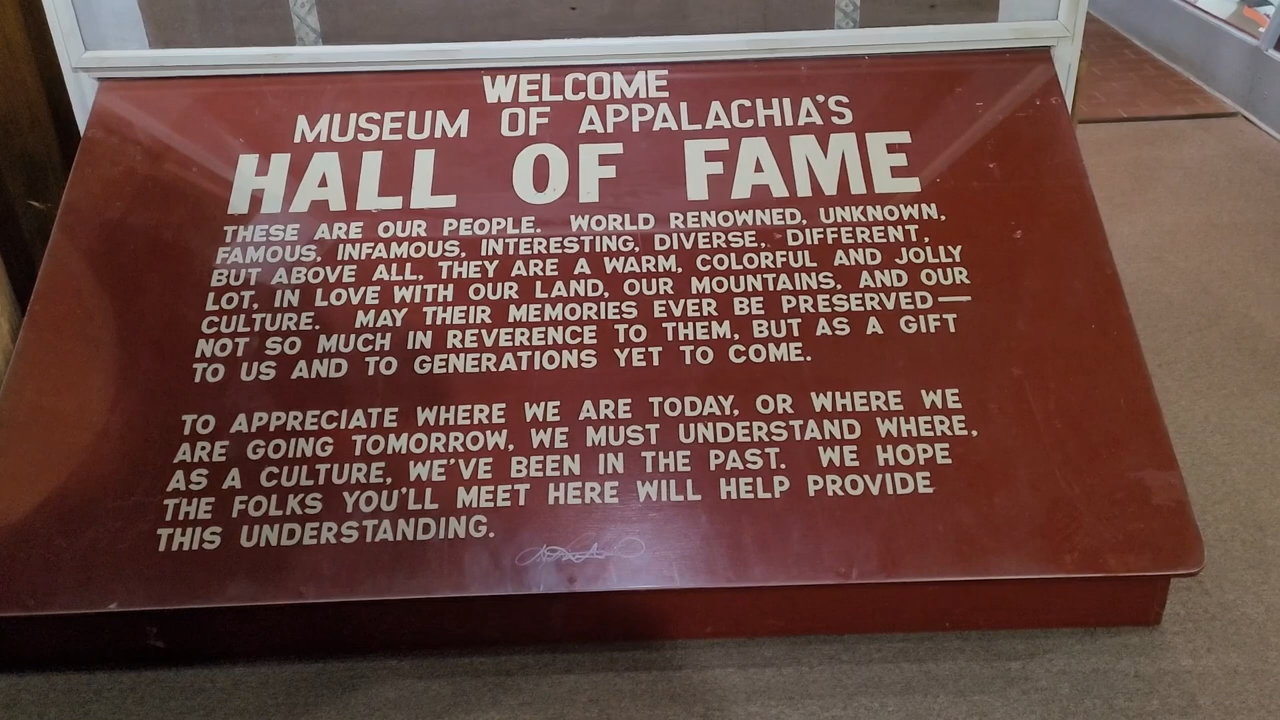 WELCOME
MUSEUM OF APPALACHIA'S
HALL OF FAME
THESE ARE OUR PEOPLE. WORLD RENOWNED, UNKNOWN,
FAMOUS, INFAMOUS, INTERESTING, DIVERSE, DIFFERENT,
BUT ABOVE ALL, THEY ARE A WARM, COLORFUL AND JOLLY
LOT, IN LOVE WITH OUR LAND, OUR MOUNTAINS, AND OUR
CULTURE. MAY THEIR MEMORIES EVER BE PRESERVED—
NOT SO MUCH IN REVERENCE TO THEM, BUT AS A GIFT
TO US AND TO GENERATIONS YET TO COME.
TO APPRECIATE WHERE WE ARE TODAY, OR WHERE WE
ARE GOING TOMORROW, WE MUST UNDERSTAND WHERE,
AS A CULTURE, WE'VE BEEN IN THE PAST. WE HOPE
THE FOLKS YOU'LL MEET HERE WILL HELP PROVIDE
THIS UNDERSTANDING.